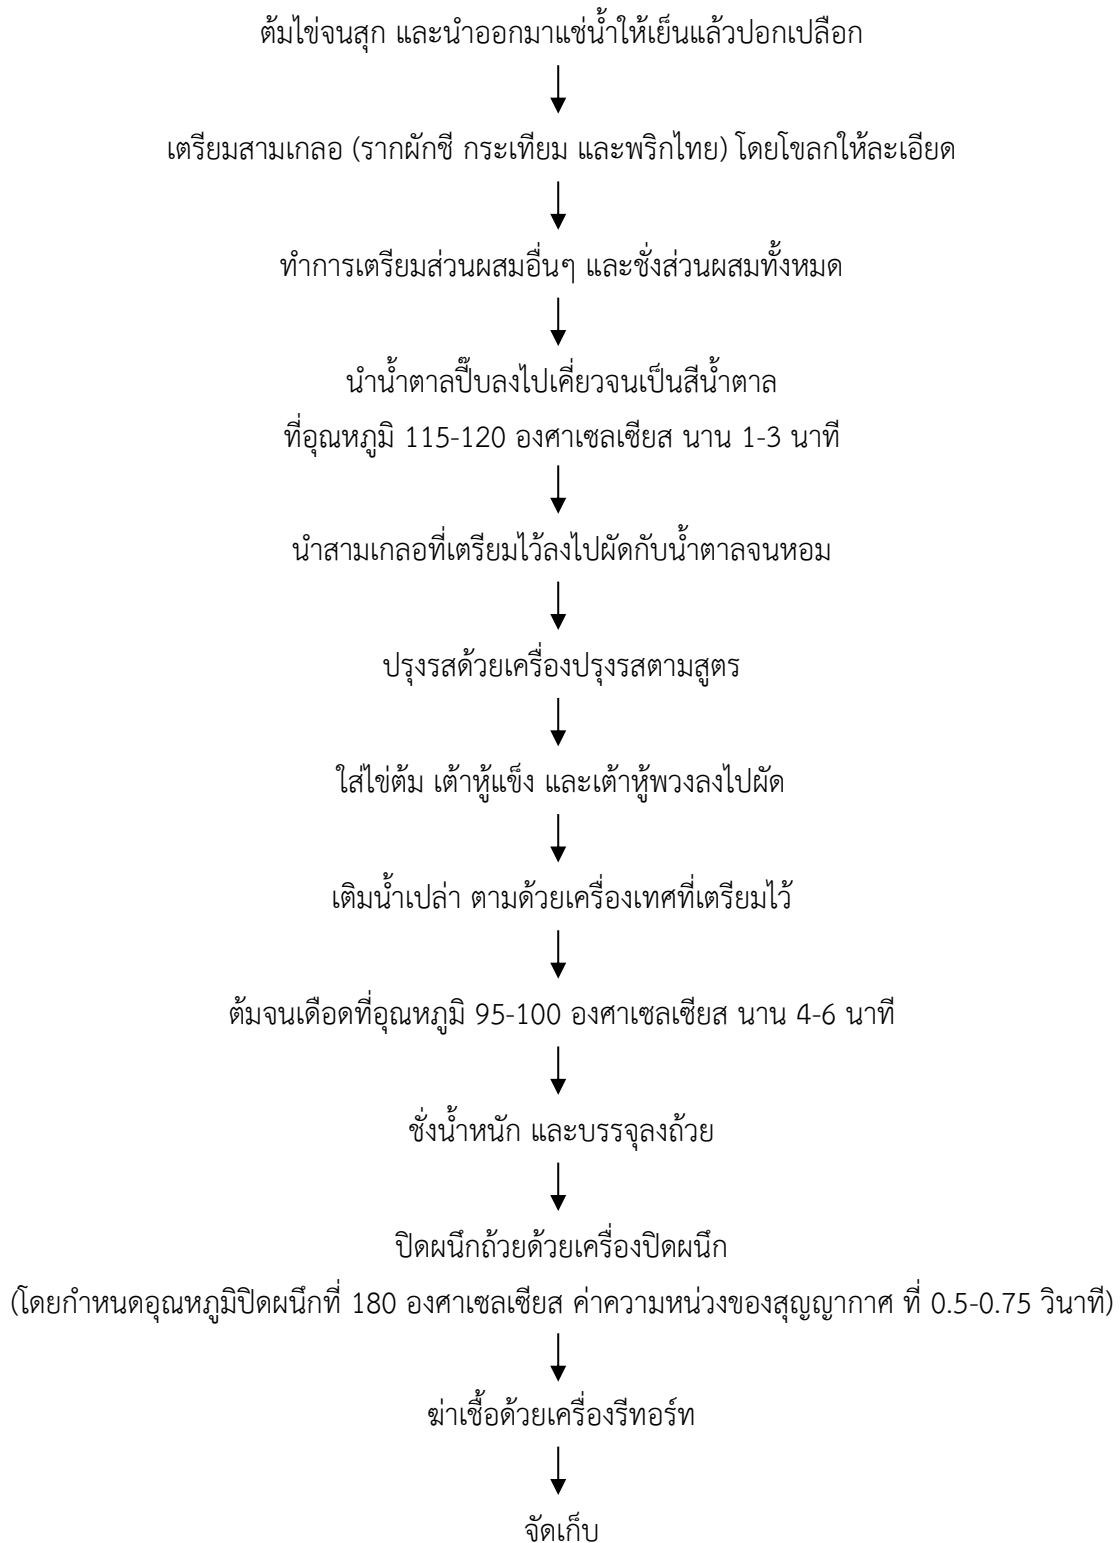 ต้มไข่จนสุก และนำออกมาแช่น้ำให้เย็นแล้วปอกเปลือก
เตรียมสามเกลอ (รากผักชี กระเทียม และพริกไทย) โดยโขลกให้ละเอียด
ทำการเตรียมส่วนผสมอื่นๆ และชั่งส่วนผสมทั้งหมด
นำน้ำตาลปี๊บลงไปเคี่ยวจนเป็นสีน้ำตาล
ที่อุณหภูมิ 115-120 องศาเซลเซียส นาน 1-3 นาที
นำสามเกลอที่เตรียมไว้ลงไปผัดกับน้ำตาลจนหอม
ปรุงรสด้วยเครื่องปรุงรสตามสูตร
ใส่ไข่ต้ม เต้าหู้แข็ง และเต้าหู้พวงลงไปผัด
เติมน้ำเปล่า ตามด้วยเครื่องเทศที่เตรียมไว้
ต้มจนเดือดที่อุณหภูมิ 95-100 องศาเซลเซียส นาน 4-6 นาที
ชั่งน้ำหนัก และบรรจุลงถ้วย
ปิดผนึกถ้วยด้วยเครื่องปิดผนึก
(โดยกำหนดอุณหภูมิปิดผนึกที่ 180 องศาเซลเซียส ค่าความหน่วงของสุญญากาศ ที่ 0.5-0.75 วินาที)
ฆ่าเชื้อด้วยเครื่องรีทอร์ท
จัดเก็บ